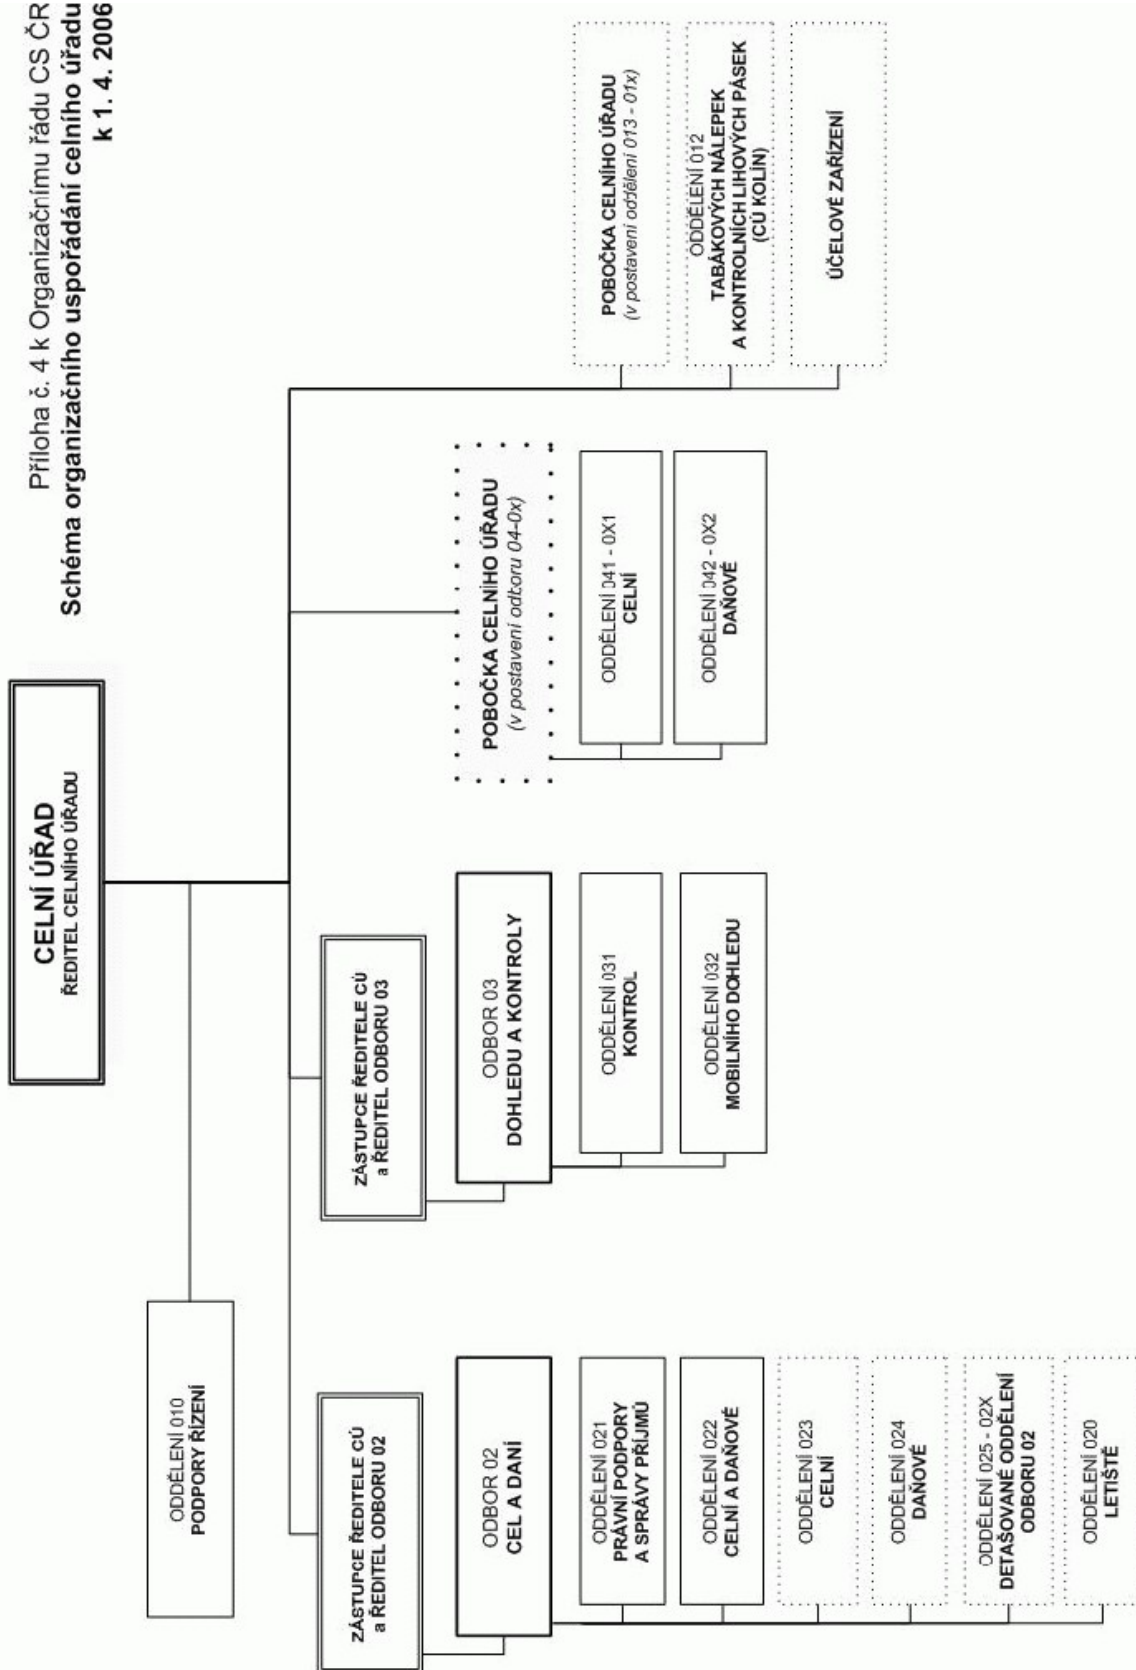 Příloha č. 4 k Organizačnímu řádu CS ČR
Schéma organizačního uspořádání celního úřadu
k 1. 4. 2006
CELNÍ ÚŘAD
ŘEDITEL CELNÍHO ÚŘADU
ODDĚLENÍ 010
PODPORY ŘÍZENÍ
ZÁSTUPCE ŘEDITELE CÚ
a ŘEDITEL ODBORU 02
ODBOR 02
CEL A DANÍ
ODDĚLENÍ 021
PRÁVNÍ PODPORY
A SPRÁVY PŘÍJMŮ
ODDĚLENÍ 022
CELNÍ A DAŇOVÉ
ODDĚLENÍ 023
CELNÍ
ODDĚLENÍ 024
DAŇOVÉ
ODDĚLENÍ 025 - 02X
DETAŠOVANÉ ODDĚLENÍ
ODBORU 02
ODDĚLENÍ 020
LETIŠTĚ
ZÁSTUPCE ŘEDITELE CÚ
a ŘEDITEL ODBORU 03
ODBOR 03
DOHLEDU A KONTROLY
ODDĚLENÍ 031
KONTROL
ODDĚLENÍ 032
MOBILNÍHO DOHLEDU
POBOČKA CELNÍHO ÚŘADU
(v postavení odboru 04-0x)
ODDĚLENÍ 041 - 0X1
CELNÍ
ODDĚLENÍ 042 - 0X2
DAŇOVÉ
POBOČKA CELNÍHO ÚŘADU
(v postavení oddělení 013 - 01x)
ODDĚLENÍ 012
TABÁKOVÝCH NÁLEPEK
A KONTROLNÍCH LIHOVÝCH PÁSEK
(CÚ KOLÍN)
ÚČELOVÉ ZAŘÍZENÍ